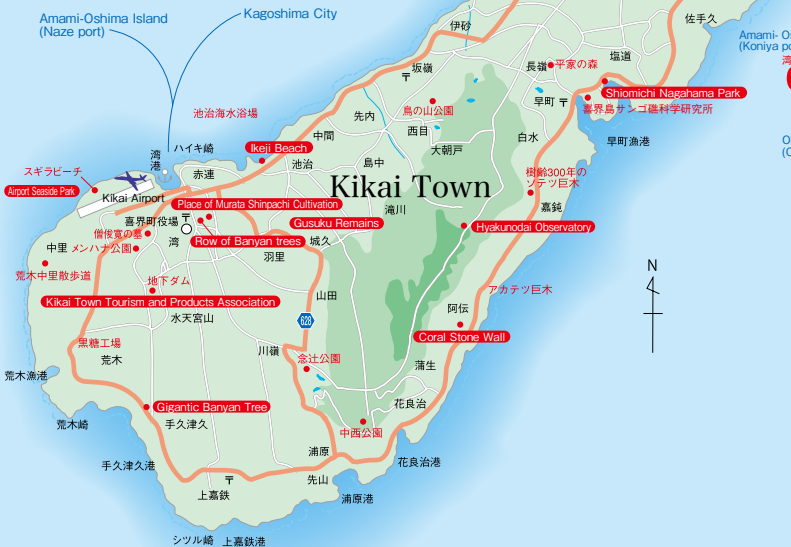 Amami-Oshima Island
(Naze port)
Kagoshima City
伊砂
佐手久
坂嶺
長嶺
平家の森
塩道
Amami-O
(Koniya po
湾
Shiomichi Nagahama Park
早町
喜界島サンゴ礁科学研究所
鳥の山公園
池治海水浴場
先内
西目
大朝戸
白水
早町漁港
中間
ハイキ崎
Ikeji Beach
湾港
池治
島中
樹齢300年の
ソテツ巨木
スギラビーチ
赤連
Kikai Town
Airport Seaside Park
Kikai Airport
Place of Murata Shinpachi Cultivation
滝川
嘉鈍
喜界町役場
Gusuku Remains
Hyakunodai Observatory
僧俊寛の墓
湾
Row of Banyan trees
城久
中里
メンハナ公園
羽里
N
荒木中里散歩道
地下ダム
アカテツ巨木
Kikai Town Tourism and Products Association
山田
阿伝
水天宮山
628
Coral Stone Wall
黒糖工場
川嶺
念辻公園
荒木
蒲生
荒木漁港
Gigantic Banyan Tree
花良治
荒木崎
手久津久
中西公園
浦原
手久津久港
花良治港
先山
上嘉鉄
浦原港
シツル崎
上嘉鉄港